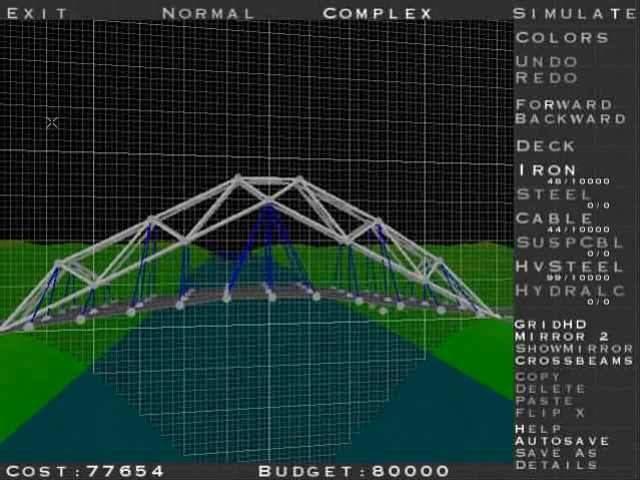 EXIT NORMAL COMPLEX SIMULATE
COLORS
UNDO
REDO
FORWARD
BACKWARD
DECK
IRON
48/10000
STEEL
0/0
CABLE
44/10000
SUSPCBL
0/0
HVSTEEL
99/10000
HYDRALC
0/0
GRIDHD
MIRROR 2
SHOWMIRROR
CROSSBEAMS
COPY
DELETE
PASTE
FLIP X
HELP
AUTOSAVE
SAVE AS
DETAILS
COST:77654 BUDGET:80000